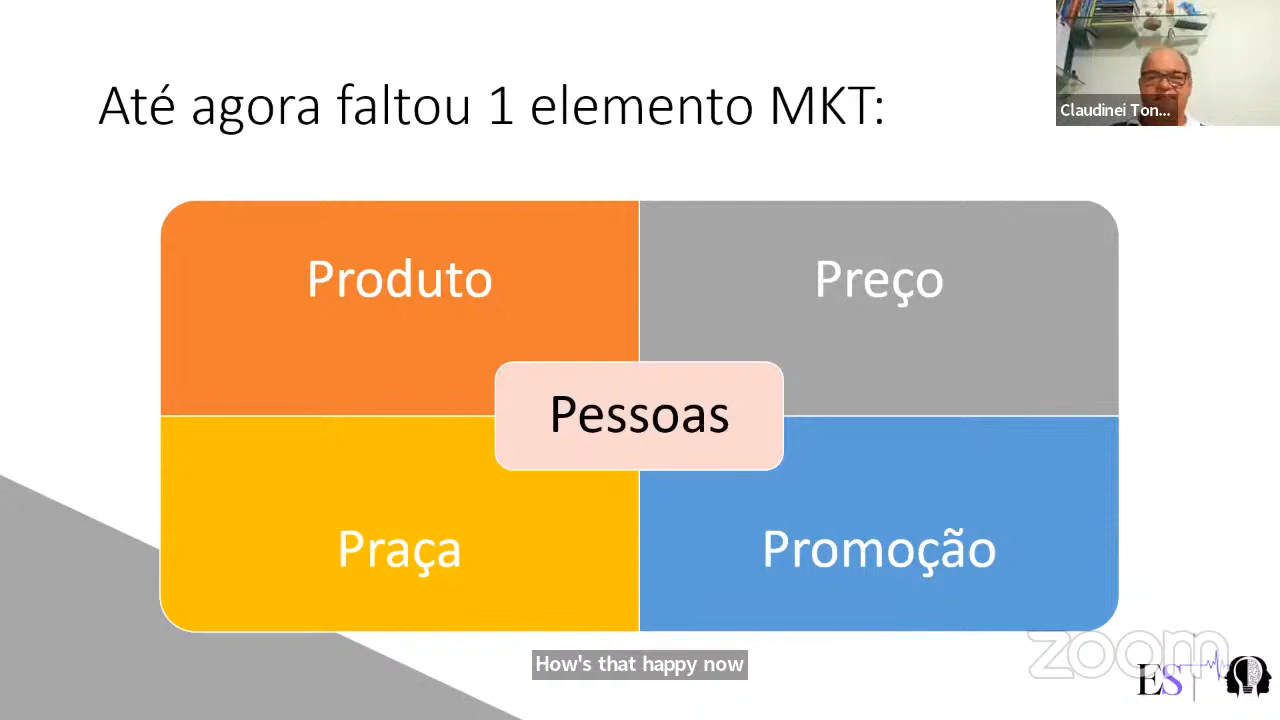 Até agora faltou 1 elemento MKT:
Claudinei Ton...
Produto
Preço
Pessoas
Praça
Promoção
How's that happy now
zoom
ES